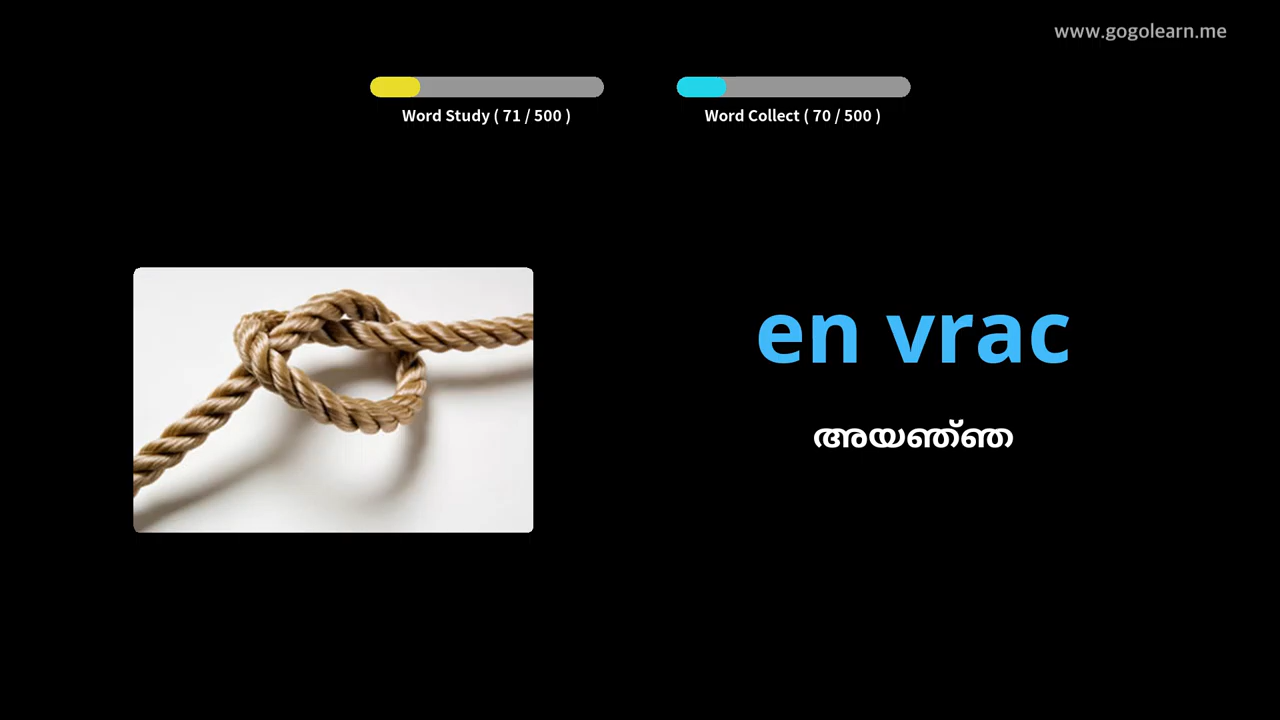 www.gogolearn.me
Word Study ( 71 / 500 )
Word Collect ( 70 / 500 )
en vrac
അയഞ്ഞ